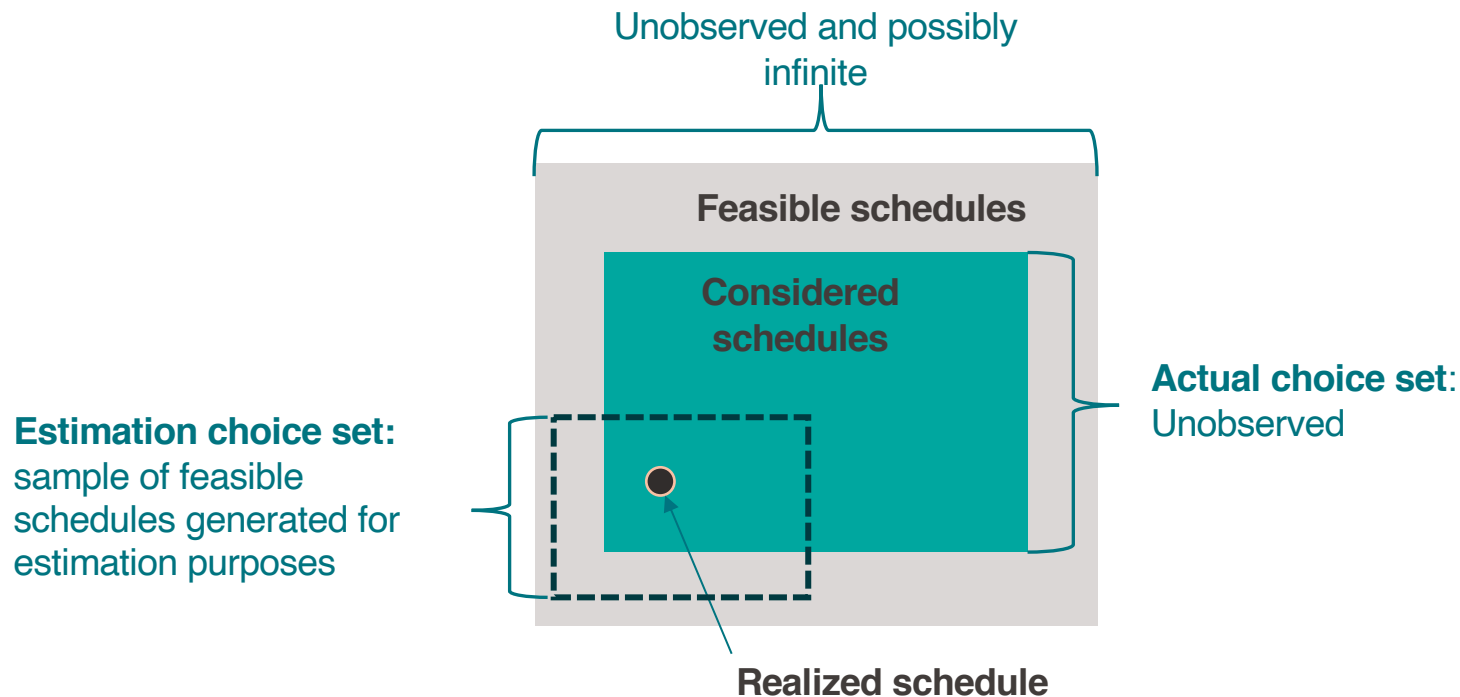 Unobserved and possibly
infinite
Feasible schedules
Considered
schedules
Actual choice set:
Unobserved
Estimation choice set:
sample of feasible
schedules generated for
estimation purposes
Realized schedule